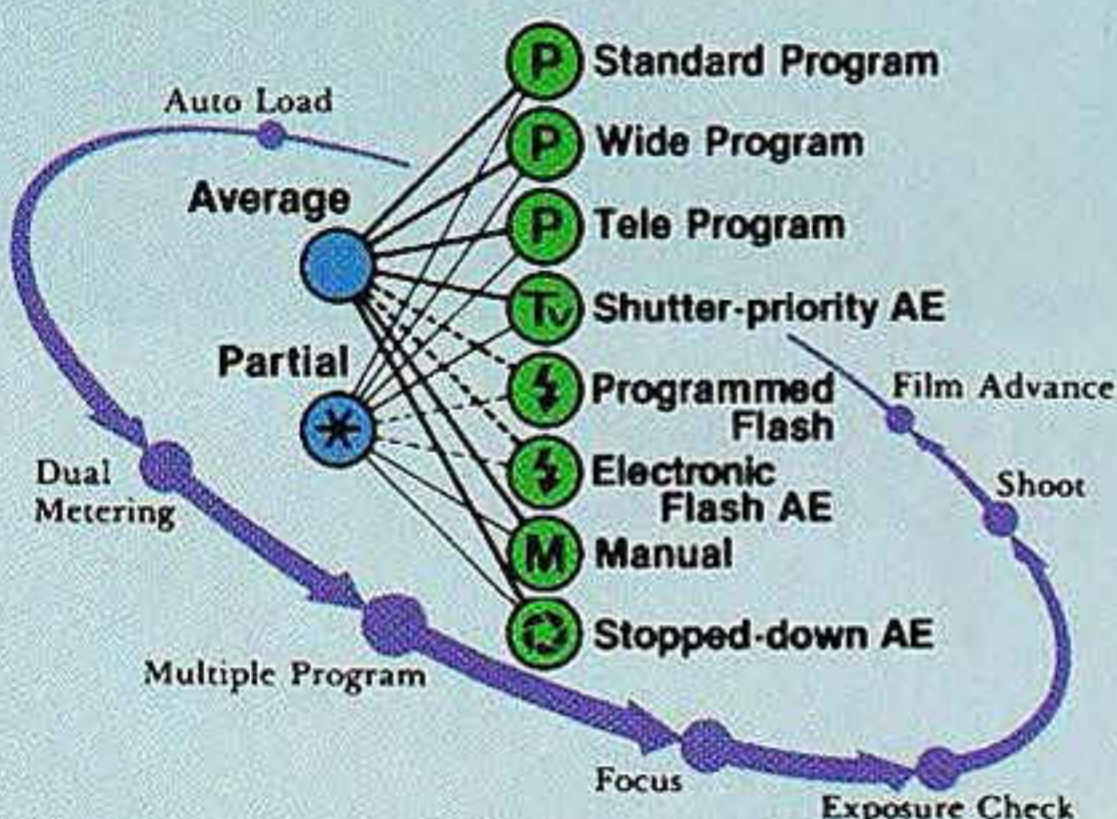 P Standard Program
Auto Load
P Wide Program
Average
P Tele Program
Tv Shutter-priority AE
Partial
Programmed
Flash
Film Advance
Dual
Metering
Electronic
Flash AE
Shoot
M Manual
Stopped-down AE
Multiple Program
Focus
Exposure Check